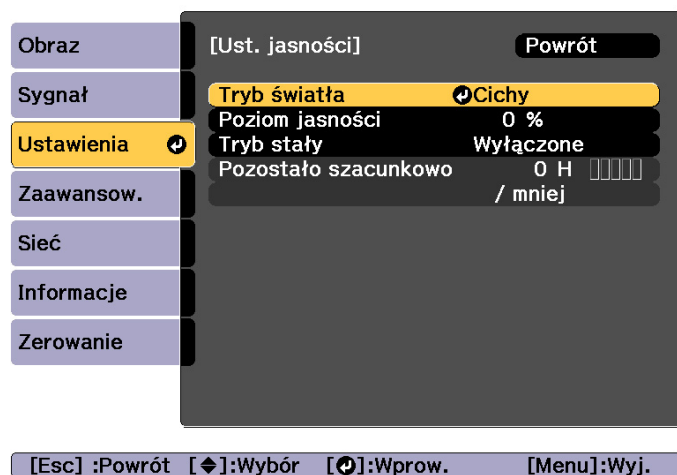 Obraz
Sygnał
Ustawienia
Zaawansow.
Sieć
Informacje
Zerowanie
[Ust. jasności] Powrót
Tryb światła Cichy
Poziom jasności 0 %
Tryb stały Wyłączone
Pozostało szacunkowo 0 H
/ mniej
[Esc] :Powrót [◆]:Wybór [↵]:Wprow. [Menu]:Wyj.